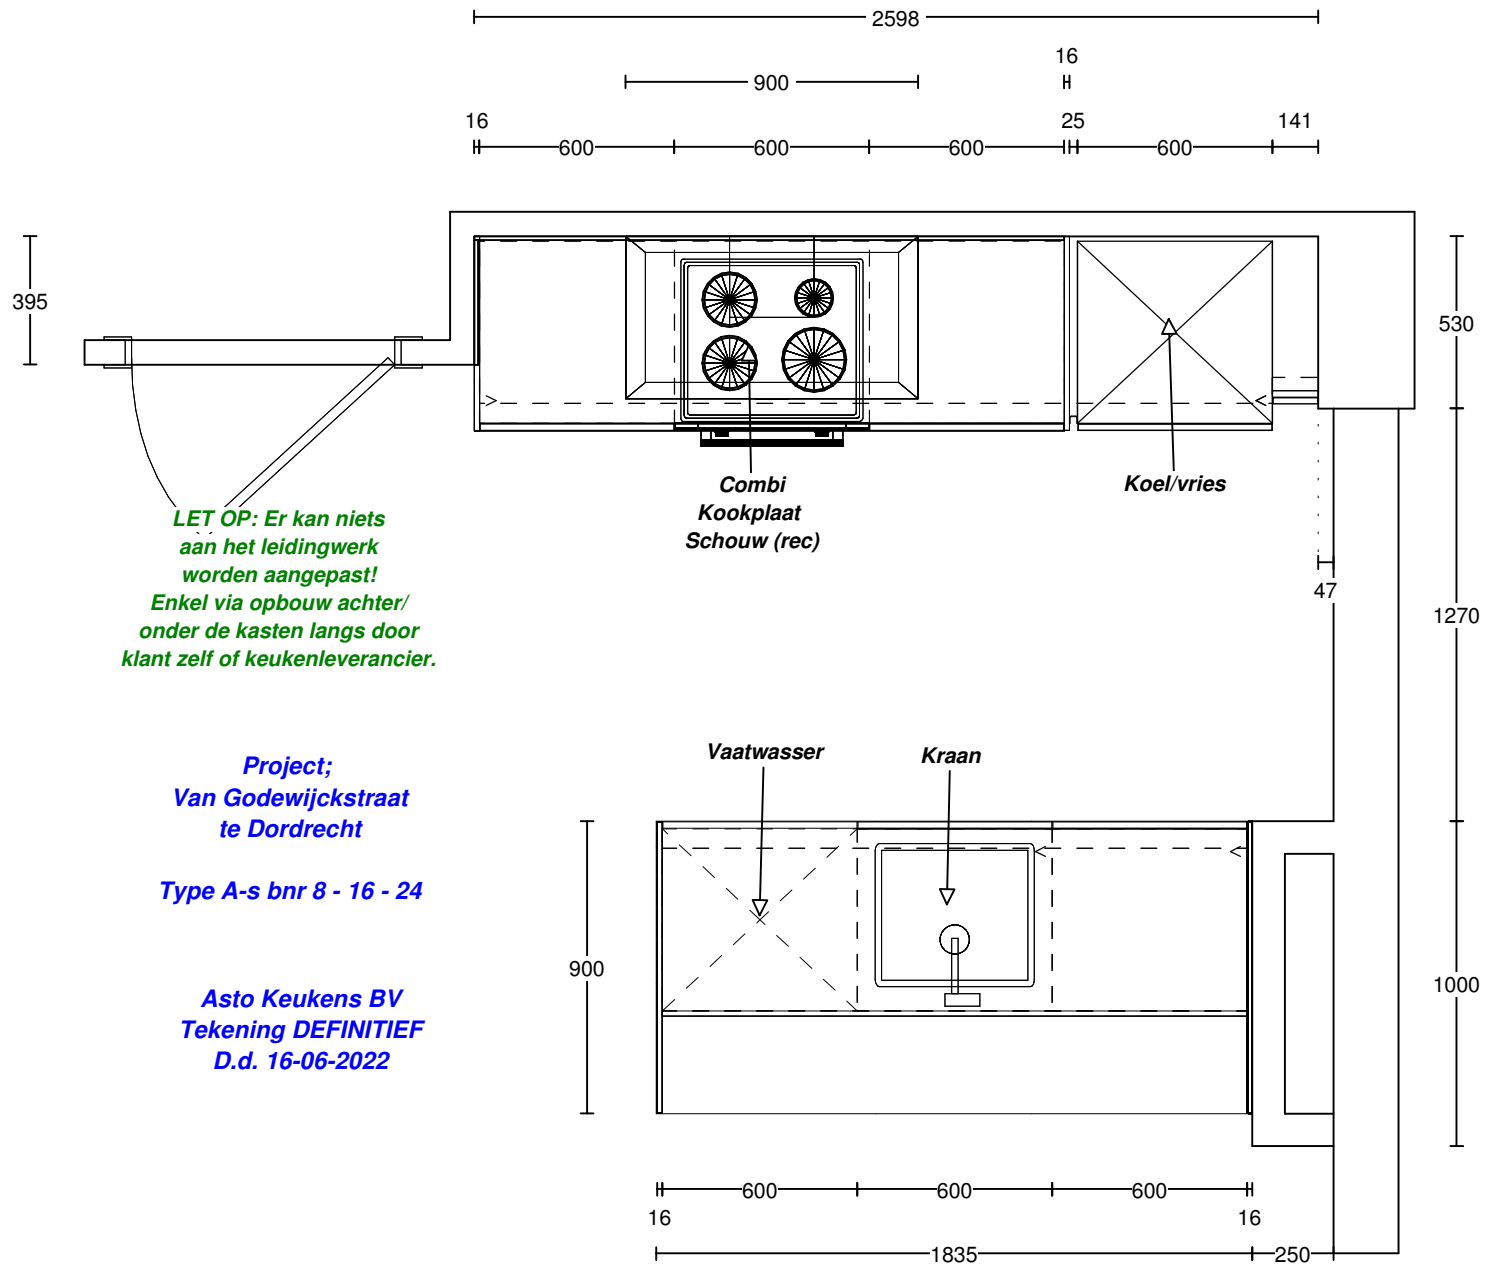 2598
16
900
16
25
141
600
600
600
600
395
530
Combi
Kookplaat
Schouw (rec)
Koel/vries
LET OP: Er kan niets
aan het leidingwerk
worden aangepast!
Enkel via opbouw achter/
onder de kasten langs door
klant zelf of keukenleverancier.
47
1270
Project;
Van Godewijckstraat
te Dordrecht
Type A-s bnr 8 - 16 - 24
Asto Keukens BV
Tekening DEFINITIEF
D.d. 16-06-2022
Vaatwasser
Kraan
900
1000
600
600
600
16
16
1835
250